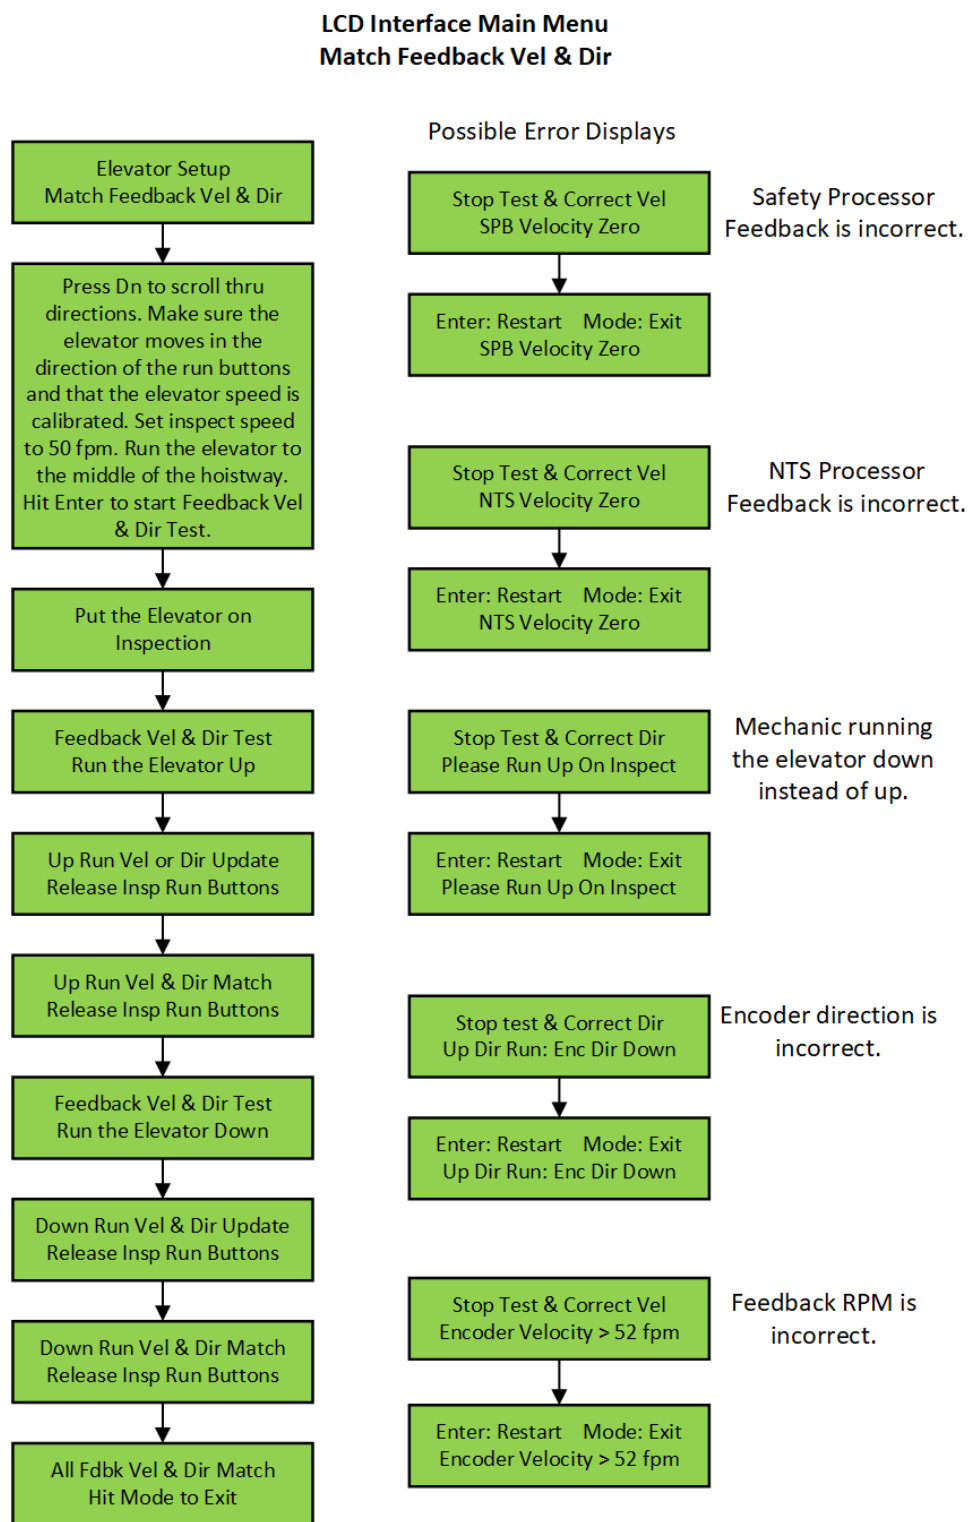 LCD Interface Main Menu
Match Feedback Vel & Dir
Elevator Setup
Match Feedback Vel & Dir
Press Dn to scroll thru
directions. Make sure the
elevator moves in the
direction of the run buttons
and that the elevator speed is
calibrated. Set inspect speed
to 50 fpm. Run the elevator to
the middle of the hoistway.
Hit Enter to start Feedback Vel
& Dir Test.
Put the Elevator on
Inspection
Feedback Vel & Dir Test
Run the Elevator Up
Up Run Vel or Dir Update
Release Insp Run Buttons
Up Run Vel & Dir Match
Release Insp Run Buttons
Feedback Vel & Dir Test
Run the Elevator Down
Down Run Vel & Dir Update
Release Insp Run Buttons
Down Run Vel & Dir Match
Release Insp Run Buttons
All Fdbk Vel & Dir Match
Hit Mode to Exit
Possible Error Displays
Stop Test & Correct Vel
SPB Velocity Zero
Safety Processor
Feedback is incorrect.
Enter: Restart Mode: Exit
SPB Velocity Zero
Stop Test & Correct Vel
NTS Velocity Zero
NTS Processor
Feedback is incorrect.
Enter: Restart Mode: Exit
NTS Velocity Zero
Stop Test & Correct Dir
Please Run Up On Inspect
Mechanic running
the elevator down
instead of up.
Enter: Restart Mode: Exit
Please Run Up On Inspect
Stop test & Correct Dir
Up Dir Run: Enc Dir Down
Encoder direction is
incorrect.
Enter: Restart Mode: Exit
Up Dir Run: Enc Dir Down
Stop Test & Correct Vel
Encoder Velocity > 52 fpm
Feedback RPM is
incorrect.
Enter: Restart Mode: Exit
Encoder Velocity > 52 fpm